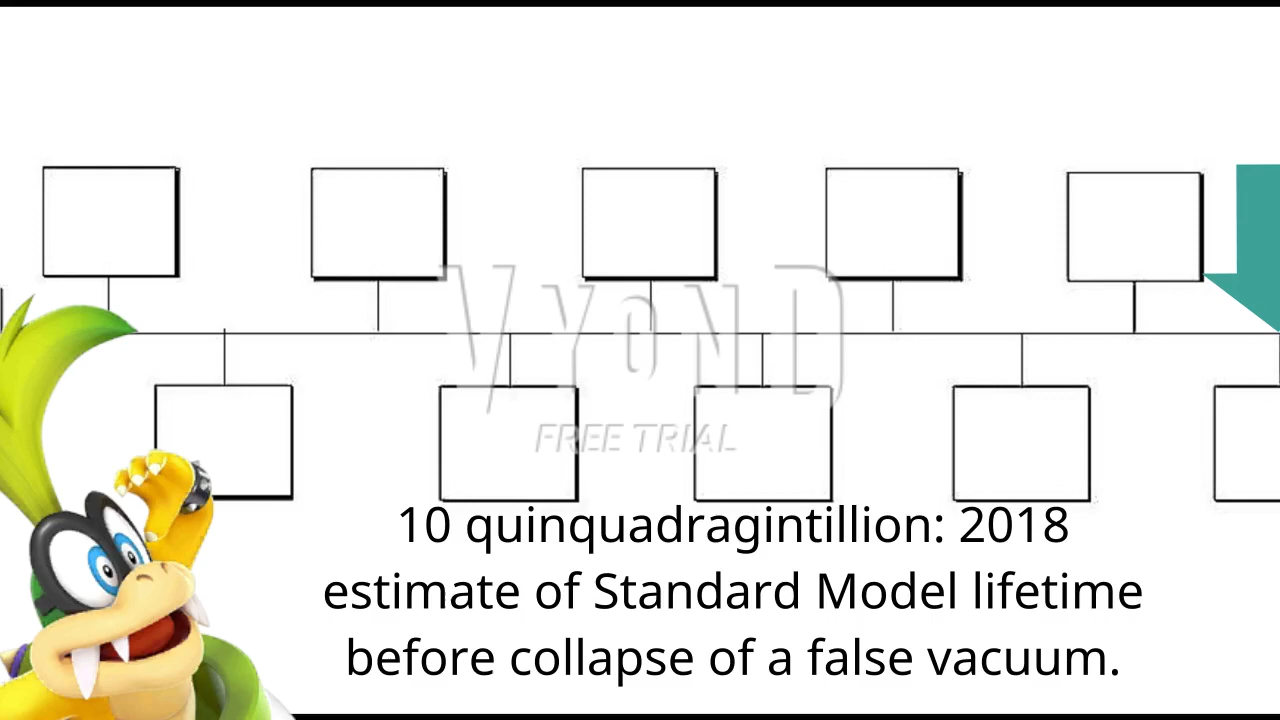 VYOND
FREE TRIAL
10 quinquadragintillion: 2018
estimate of Standard Model lifetime
before collapse of a false vacuum.